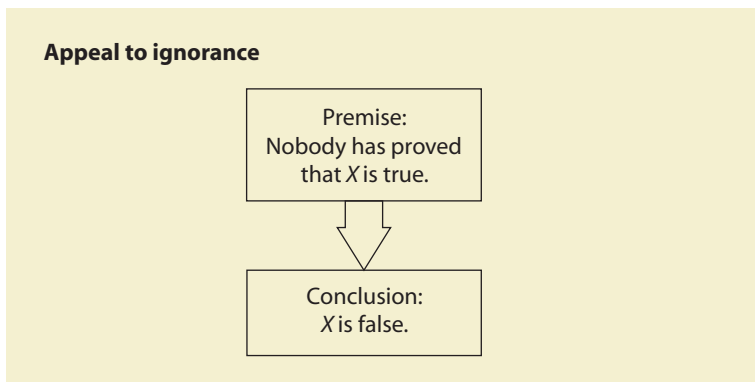 Appeal to ignorance
Premise:
Nobody has proved
that X is true.
Conclusion:
X is false.